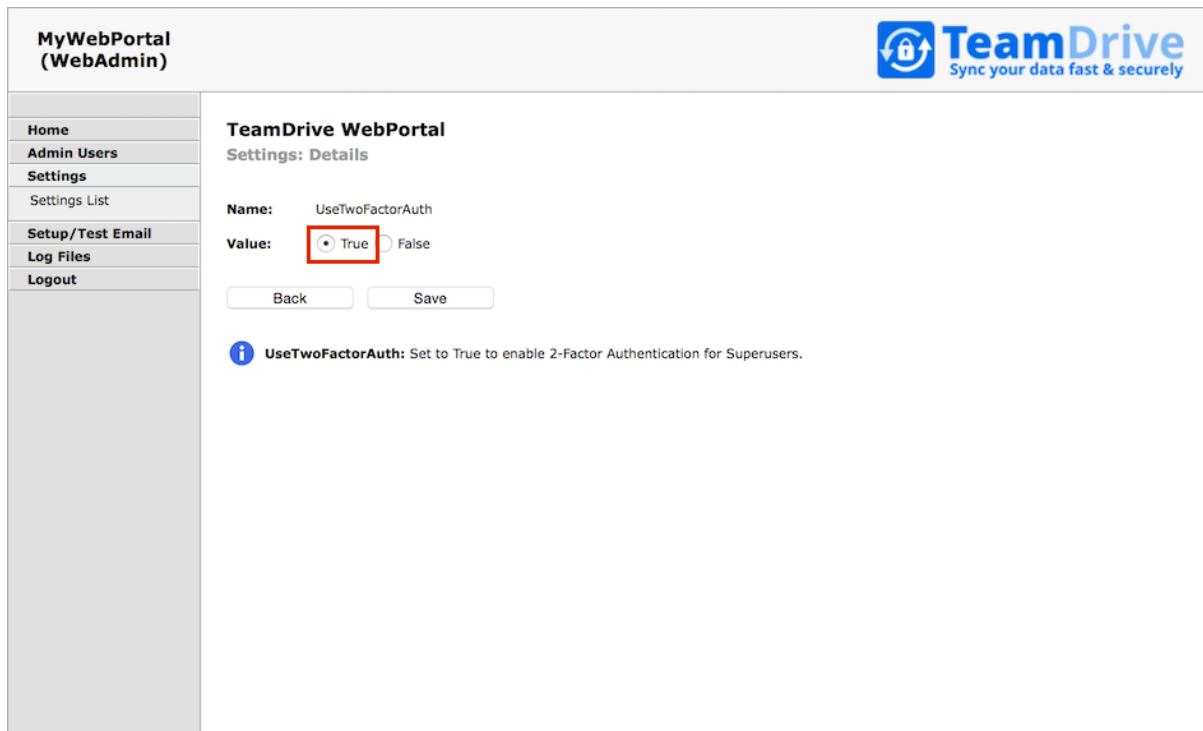 MyWebPortal
(WebAdmin)
TeamDrive
Sync your data fast & securely
Home
Admin Users
Settings
Settings List
Setup/Test Email
Log Files
Logout
TeamDrive WebPortal
Settings: Details
Name: UseTwoFactorAuth
Value: True False
Back Save
UseTwoFactorAuth: Set to True to enable 2-Factor Authentication for Superusers.